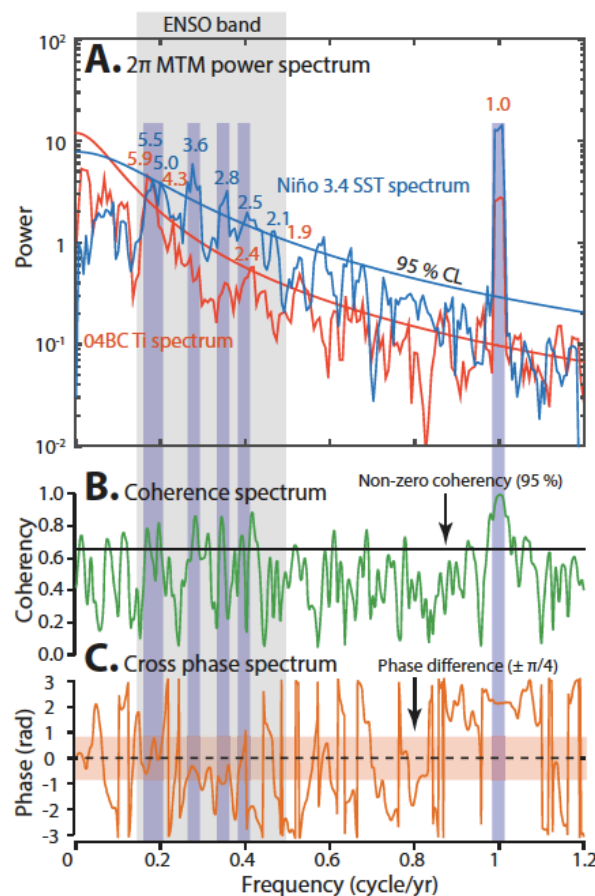 ENSO band
A. 2π MTM power spectrum
10²
10
1
10⁻¹
10⁻²
Power
5.5
5.9
5.0
4.3
3.6
2.8
2.5
2.4
2.1
1.9
1.0
Niño 3.4 SST spectrum
95 % CL
04BC Ti spectrum
B. Coherence spectrum
Non-zero coherency (95 %)
1.0
0.8
0.6
0.4
0.2
0.0
Coherency
C. Cross phase spectrum
Phase difference (± π/4)
3
2
1
0
-1
-2
-3
Phase (rad)
0 0.2 0.4 0.6 0.8 1 1.2
Frequency (cycle/yr)